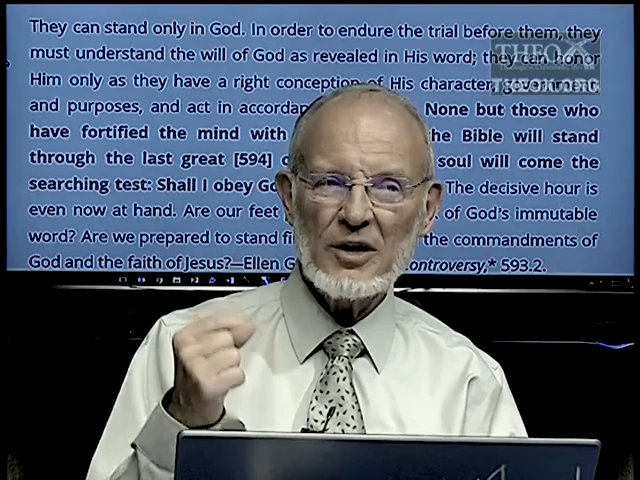 They can stand only in God. In order to endure the trial before them, they
must understand the will of God as revealed in His word; they can honor
Him only as they have a right conception of His character,
and purposes, and act in None but those who
have fortified the mind with the Bible will stand
through the last great [594] soul will come the
searching test: Shall I obey The decisive hour is
even now at hand. Are our feet of God's immutable
word? Are we prepared to stand the commandments of
God and the faith of Jesus?—Ellen 593.2.